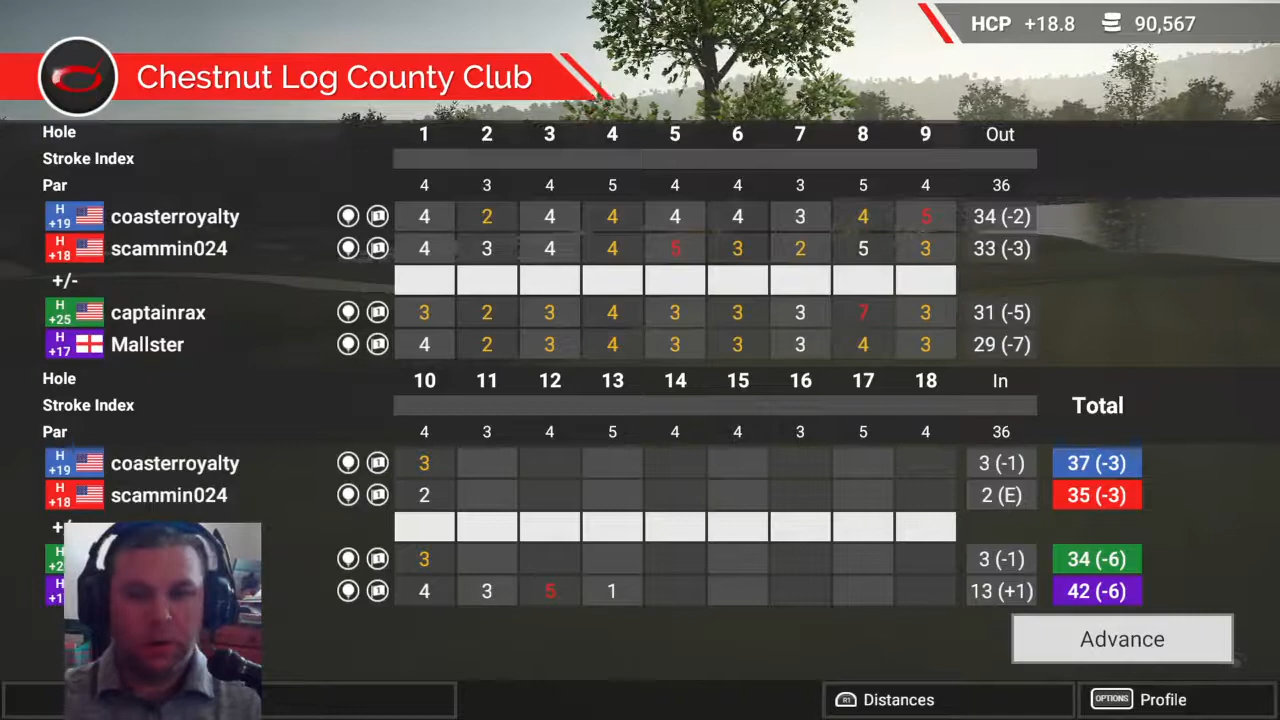 HCP +18.8 90,567
Chestnut Log County Club
Hole 1 2 3 4 5 6 7 8 9 Out
Stroke Index
Par 4 3 4 5 4 4 3 5 4 36
H +19 coasterroyalty 4 2 4 4 4 4 3 4 5 34 (-2)
H +18 scammin024 4 3 4 4 5 3 2 5 3 33 (-3)
+/-
H +25 captainrax 3 2 3 4 3 3 3 7 3 31 (-5)
H +17 Mallster 4 2 3 4 3 3 3 4 3 29 (-7)
Hole 10 11 12 13 14 15 16 17 18 In
Stroke Index Total
Par 4 3 4 5 4 4 3 5 4 36
H +19 coasterroyalty 3 3 (-1) 37 (-3)
H +18 scammin024 2 2 (E) 35 (-3)
H 3 3 (-1) 34 (-6)
H 4 3 5 1 13 (+1) 42 (-6)
Advance
R1 Distances OPTIONS Profile